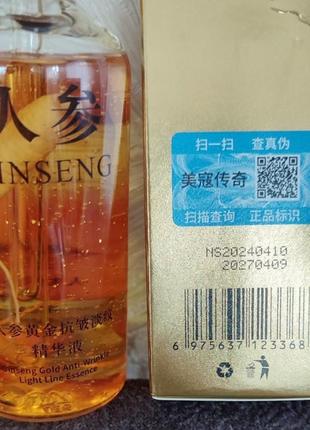 人参
INSENG
人参黄金抗皱淡纹
精华液
Ginseng Gold Anti-Wrinkle
Light Line Essence
扫一扫 查真伪
美寇传奇
扫描查询 正品标识
NS20240410
20270409
6 975637 123368